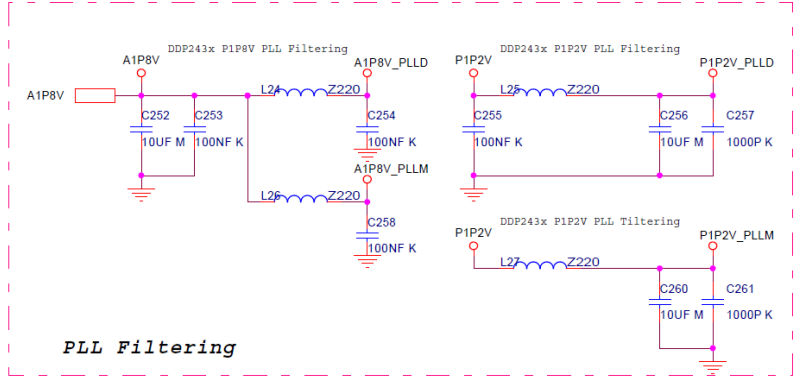 DDP243x P1P8V PLL Filtering
A1P8V
A1P8V_PLLD
A1P8V
L24
Z220
C252
10UF M
C253
100NF K
C254
100NF K
A1P8V_PLLM
L26
Z220
C258
100NF K
DDP243x P1P2V PLL Filtering
P1P2V
P1P2V_PLLD
L25
Z220
C255
100NF K
C256
10UF M
C257
1000P K
DDP243x P1P2V PLL Tiltering
P1P2V
P1P2V_PLLM
L27
Z220
C260
10UF M
C261
1000P K
PLL Filtering